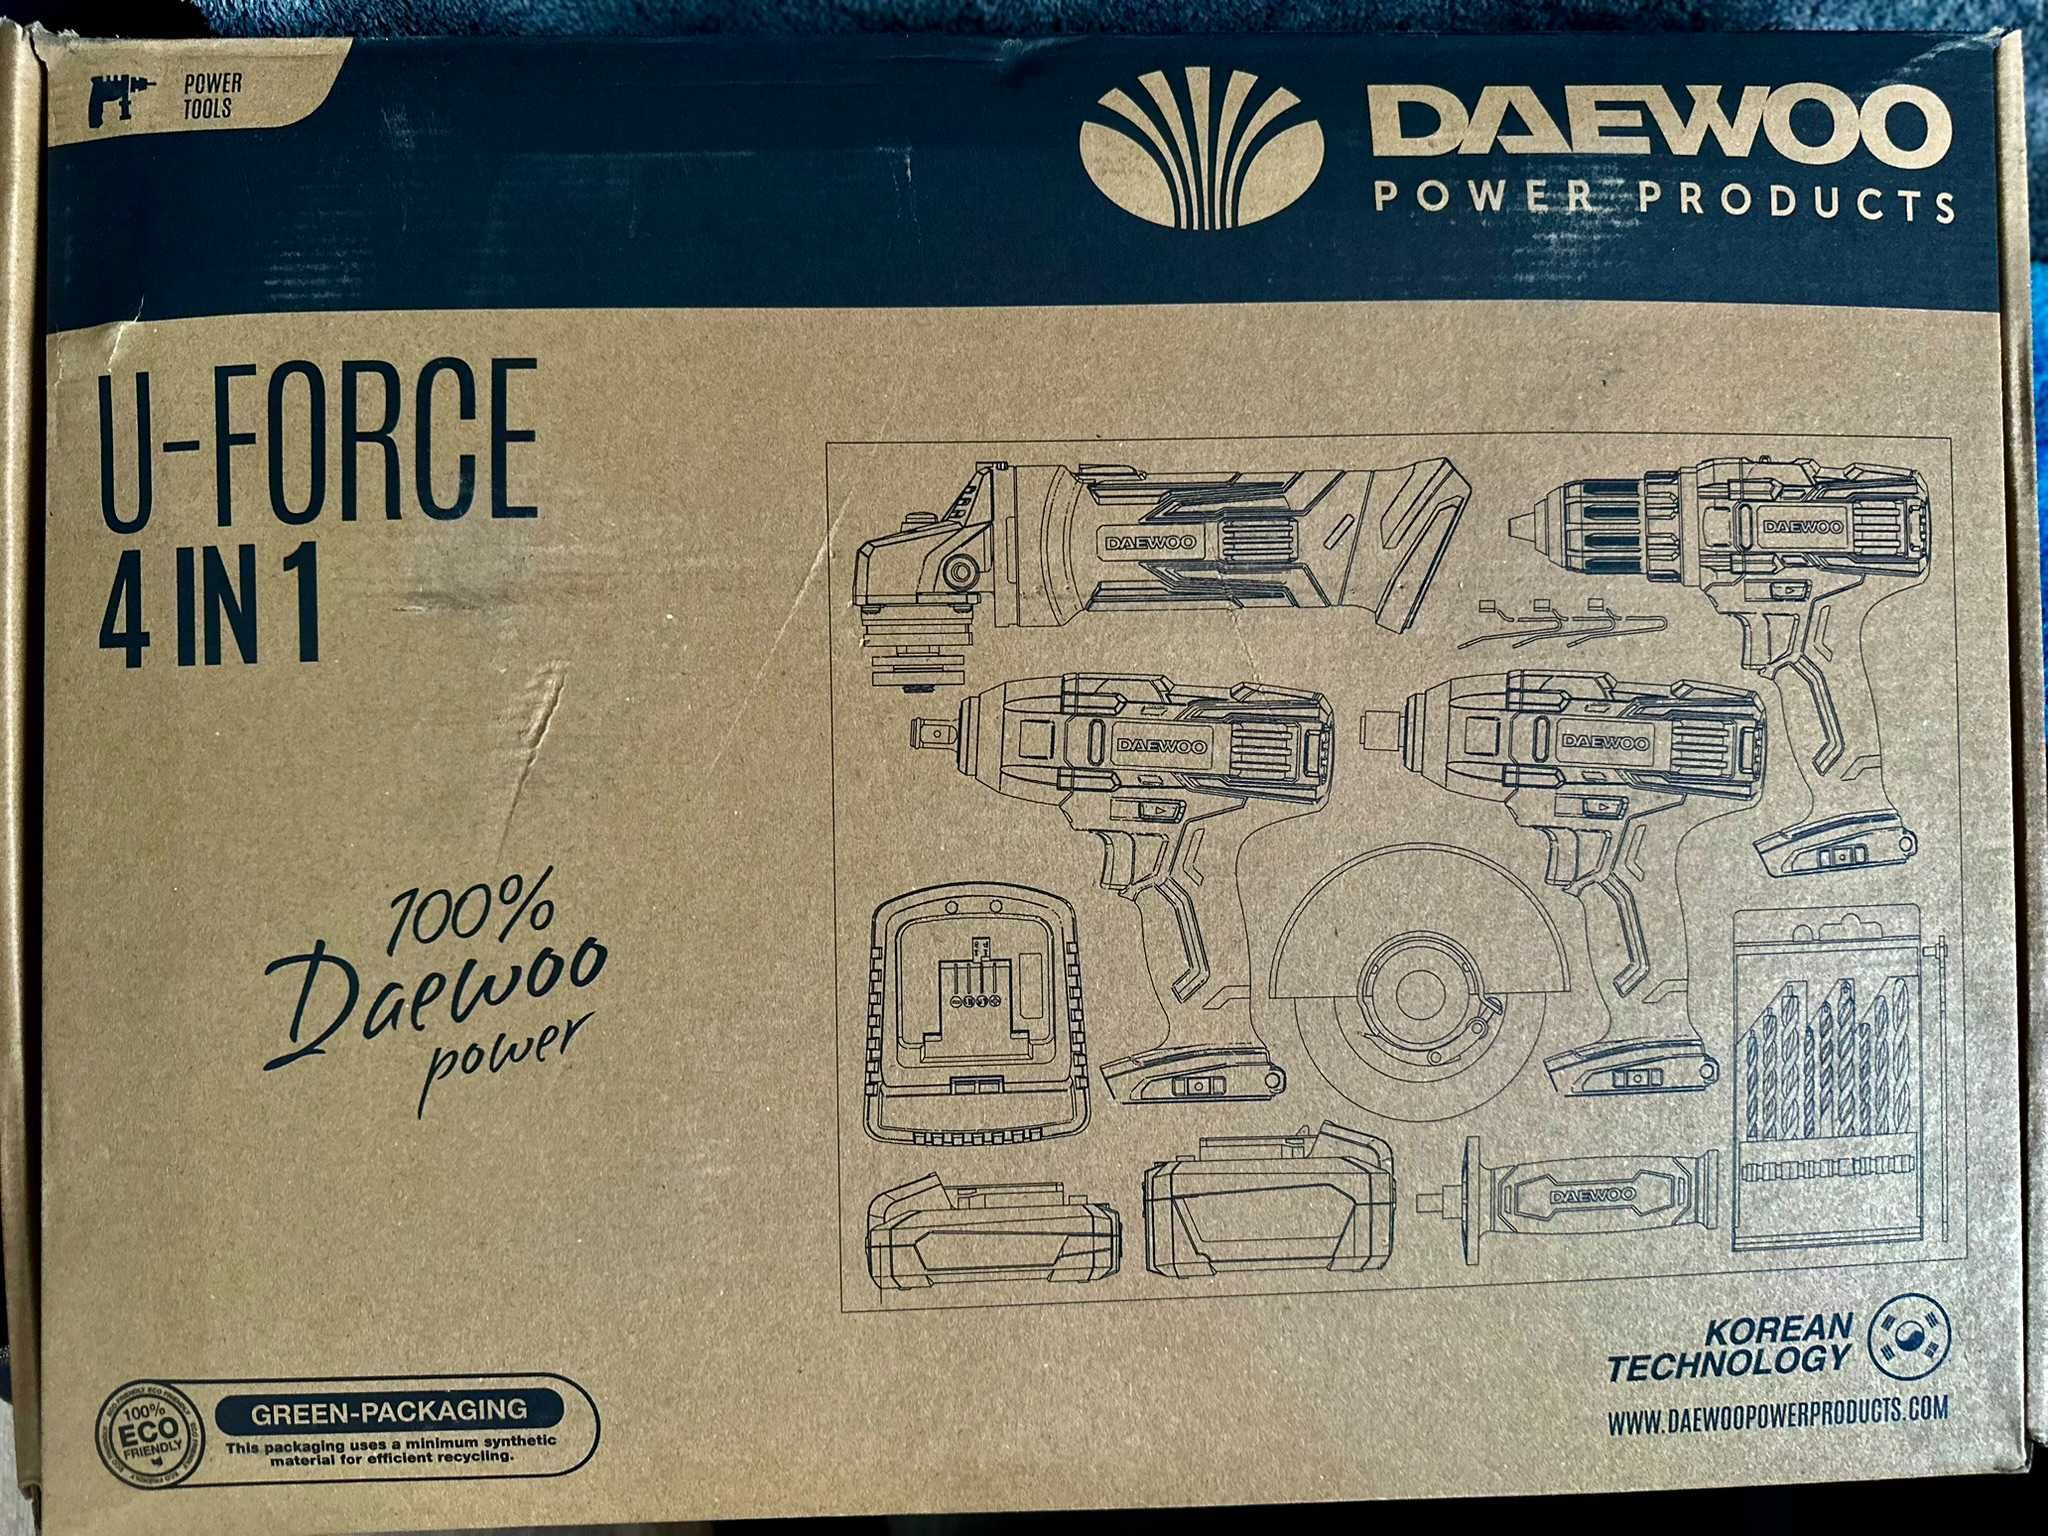 POWER
TOOLS
DAEWOO
POWER PRODUCTS
U-FORCE
4 IN 1
DAEWOO
DAEWOO
DAEWOO
DAEWOO
100%
Daewoo
power
DAEWOO
KOREAN
TECHNOLOGY
WWW.DAEWOOPOWERPRODUCTS.COM
100%
ECO
FRIENDLY
GREEN-PACKAGING
This packaging uses a minimum synthetic
material for efficient recycling.